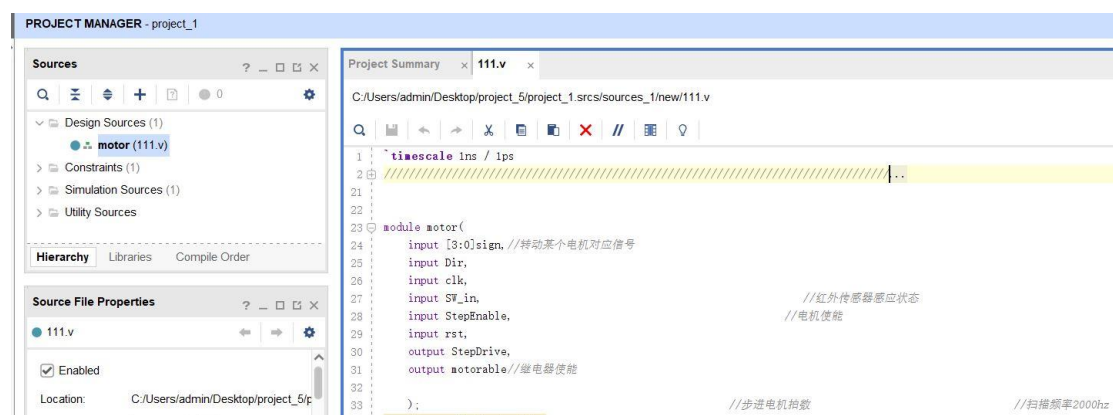 PROJECT MANAGER - project_1
Sources
? _ □ ⧉ ×
0
Design Sources (1)
motor (111.v)
Constraints (1)
Simulation Sources (1)
Utility Sources
Hierarchy Libraries Compile Order
Source File Properties
? _ □ ⧉ ×
111.v
Enabled
Location: C:/Users/admin/Desktop/project_5/p
Project Summary × 111.v ×
C:/Users/admin/Desktop/project_5/project_1.srcs/sources_1/new/111.v
1 `timescale 1ns / 1ps
2 ////////////////////////////////////////////////////////////////////////////////...
21
22
23 module motor(
24 input [3:0]sign,//转动某个电机对应信号
25 input Dir,
26 input clk,
27 input SW_in, //红外传感器感应状态
28 input StepEnable, //电机使能
29 input rst,
30 output StepDrive,
31 output motorable//继电器使能
32
33 ); //步进电机拍数 //扫描频率2000hz